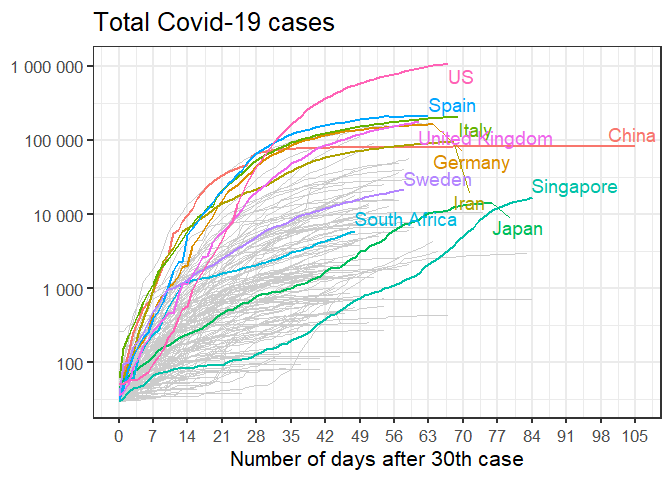 Total Covid-19 cases
1 000 000
100 000
10 000
1 000
100
US
Spain
Italy
United Kingdom
China
Germany
Sweden
Singapore
Iran
South Africa
Japan
0 7 14 21 28 35 42 49 56 63 70 77 84 91 98 105
Number of days after 30th case